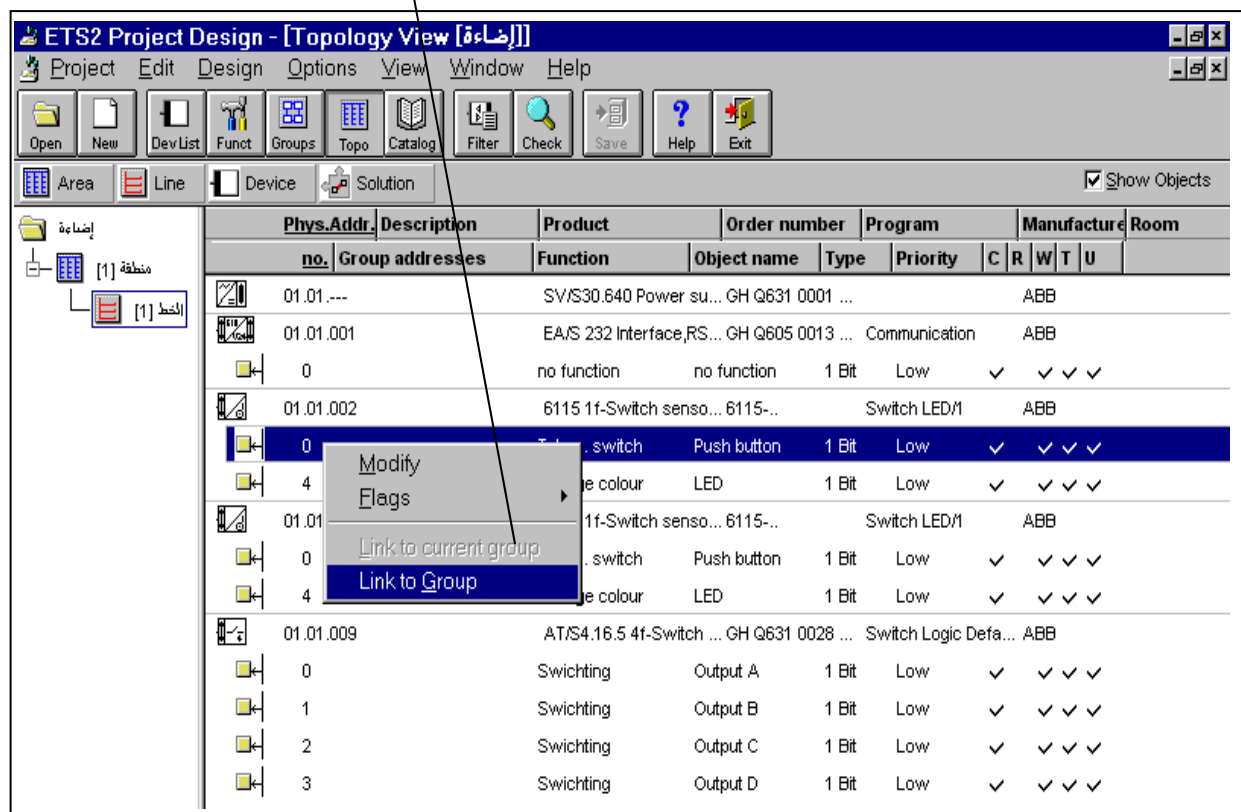 ETS2 Project Design - [Topology View [إضاءة]]
Project Edit Design Options View Window Help
Open New Dev List Funct Groups Topo Catalog Filter Check Save Help Exit
Area Line Device Solution Show Objects
إضاءة
منطقة [1]
الخط [1]
Phys.Addr. Description Product Order number Program Manufacture Room
no. Group addresses Function Object name Type Priority C R W T U
01.01.--- SV/S30.640 Power su... GH Q631 0001 ... ABB
01.01.001 EA/S 232 Interface,RS... GH Q605 0013 ... Communication ABB
0 no function no function 1 Bit Low
01.01.002 6115 1f-Switch senso... 6115-.. Switch LED/1 ABB
0 . switch Push button 1 Bit Low
4 e colour LED 1 Bit Low
01.01 1f-Switch senso... 6115-.. Switch LED/1 ABB
0 . switch Push button 1 Bit Low
4 e colour LED 1 Bit Low
Modify
Flags
Link to current group
Link to Group
01.01.009 AT/S4.16.5 4f-Switch ... GH Q631 0028 ... Switch Logic Defa... ABB
0 Swichting Output A 1 Bit Low
1 Swichting Output B 1 Bit Low
2 Swichting Output C 1 Bit Low
3 Swichting Output D 1 Bit Low